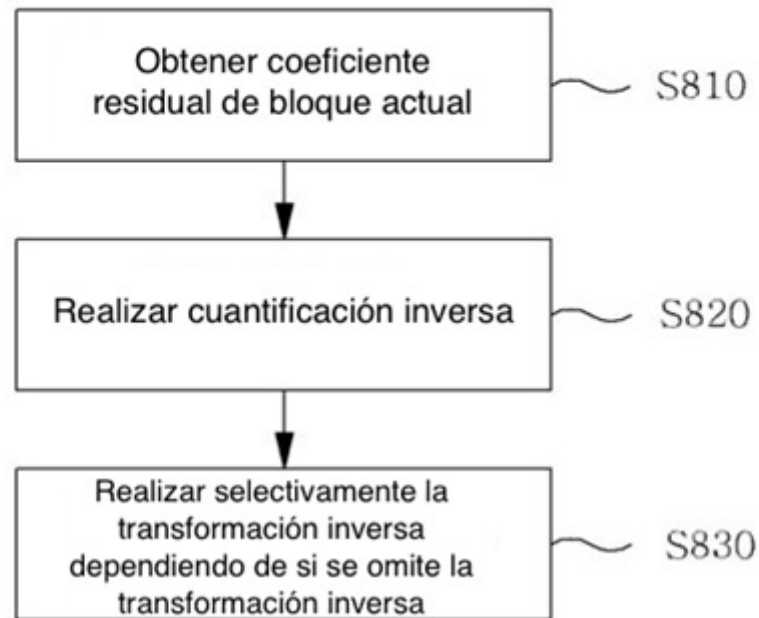 Obtener coeficiente
residual de bloque actual
S810
Realizar cuantificación inversa
S820
Realizar selectivamente la
transformación inversa
dependiendo de si se omite la
transformación inversa
S830